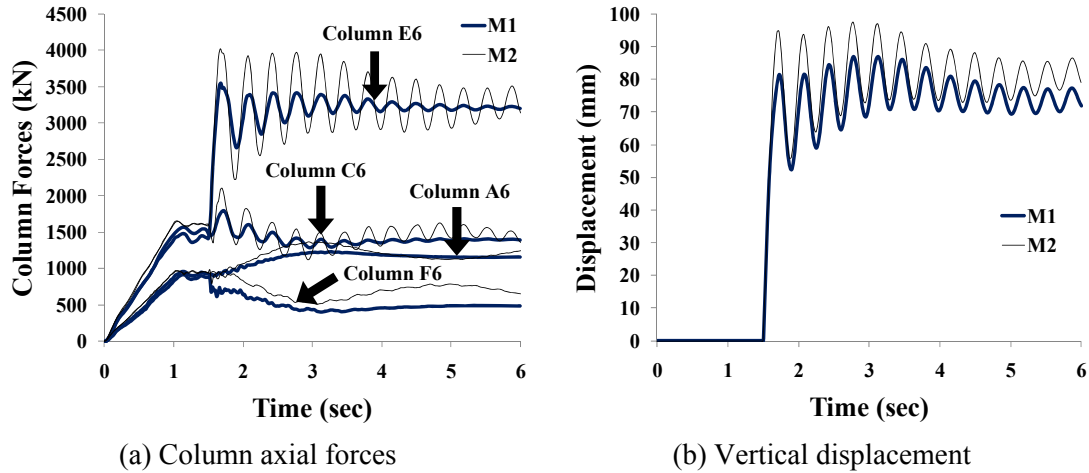 4500
4000
3500
3000
2500
2000
1500
1000
500
0
Column Forces (kN)
M1
M2
Column E6
Column C6
Column A6
Column F6
0 1 2 3 4 5 6
Time (sec)
(a) Column axial forces
100
90
80
70
60
50
40
30
20
10
0
Displacement (mm)
M1
M2
0 1 2 3 4 5 6
Time (sec)
(b) Vertical displacement